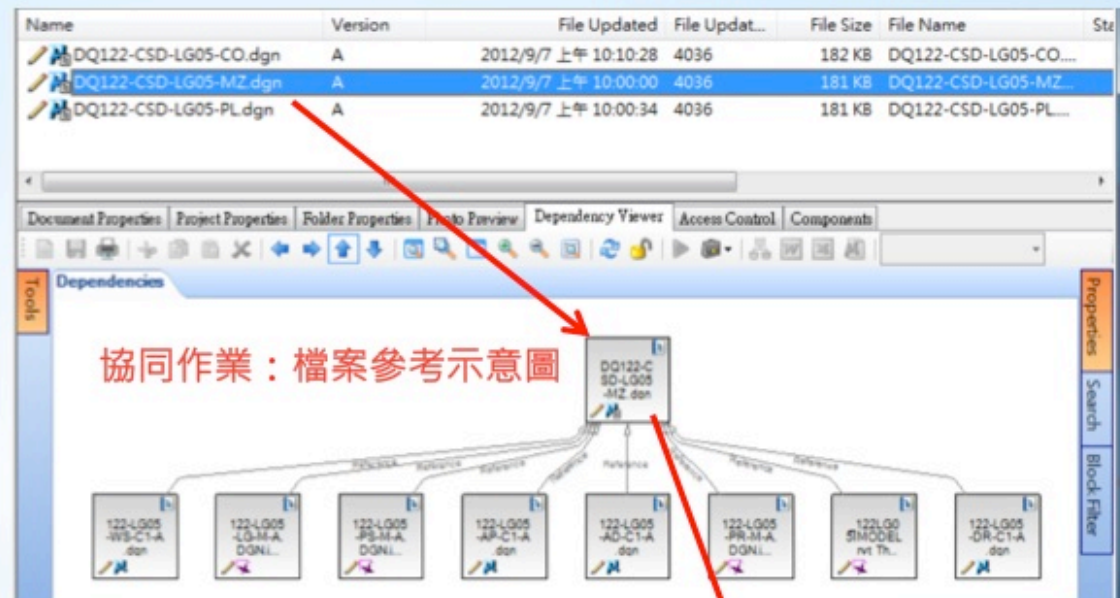 Name Version File Updated File Updat... File Size File Name Sta
DQ122-CSD-LG05-CO.dgn A 2012/9/7 上午 10:10:28 4036 182 KB DQ122-CSD-LG05-CO....
DQ122-CSD-LG05-MZ.dgn A 2012/9/7 上午 10:00:00 4036 181 KB DQ122-CSD-LG05-MZ...
DQ122-CSD-LG05-PL.dgn A 2012/9/7 上午 10:00:34 4036 181 KB DQ122-CSD-LG05-PL....
Document Properties Project Properties Folder Properties Photo Preview Dependency Viewer Access Control Components
Tools
Dependencies
Properties
Search
Block Filter
協同作業：檔案參考示意圖
DQ122-C
SD-LG05
-MZ.dgn
Reference Reference Reference Reference Reference Reference Reference
122-LG05
-WS-C1-A
.dgn
122-LG05
-LG-M-A.
DGN.i...
122-LG05
-PS-M-A.
DGN.i...
122-LG05
-AP-C1-A
.dgn
122-LG05
-AD-C1-A
.dgn
122-LG05
-PR-M-A.
DGN.i...
122LG0
5IMODEL
rvt Th...
122-LG05
-DR-C1-A
.dgn